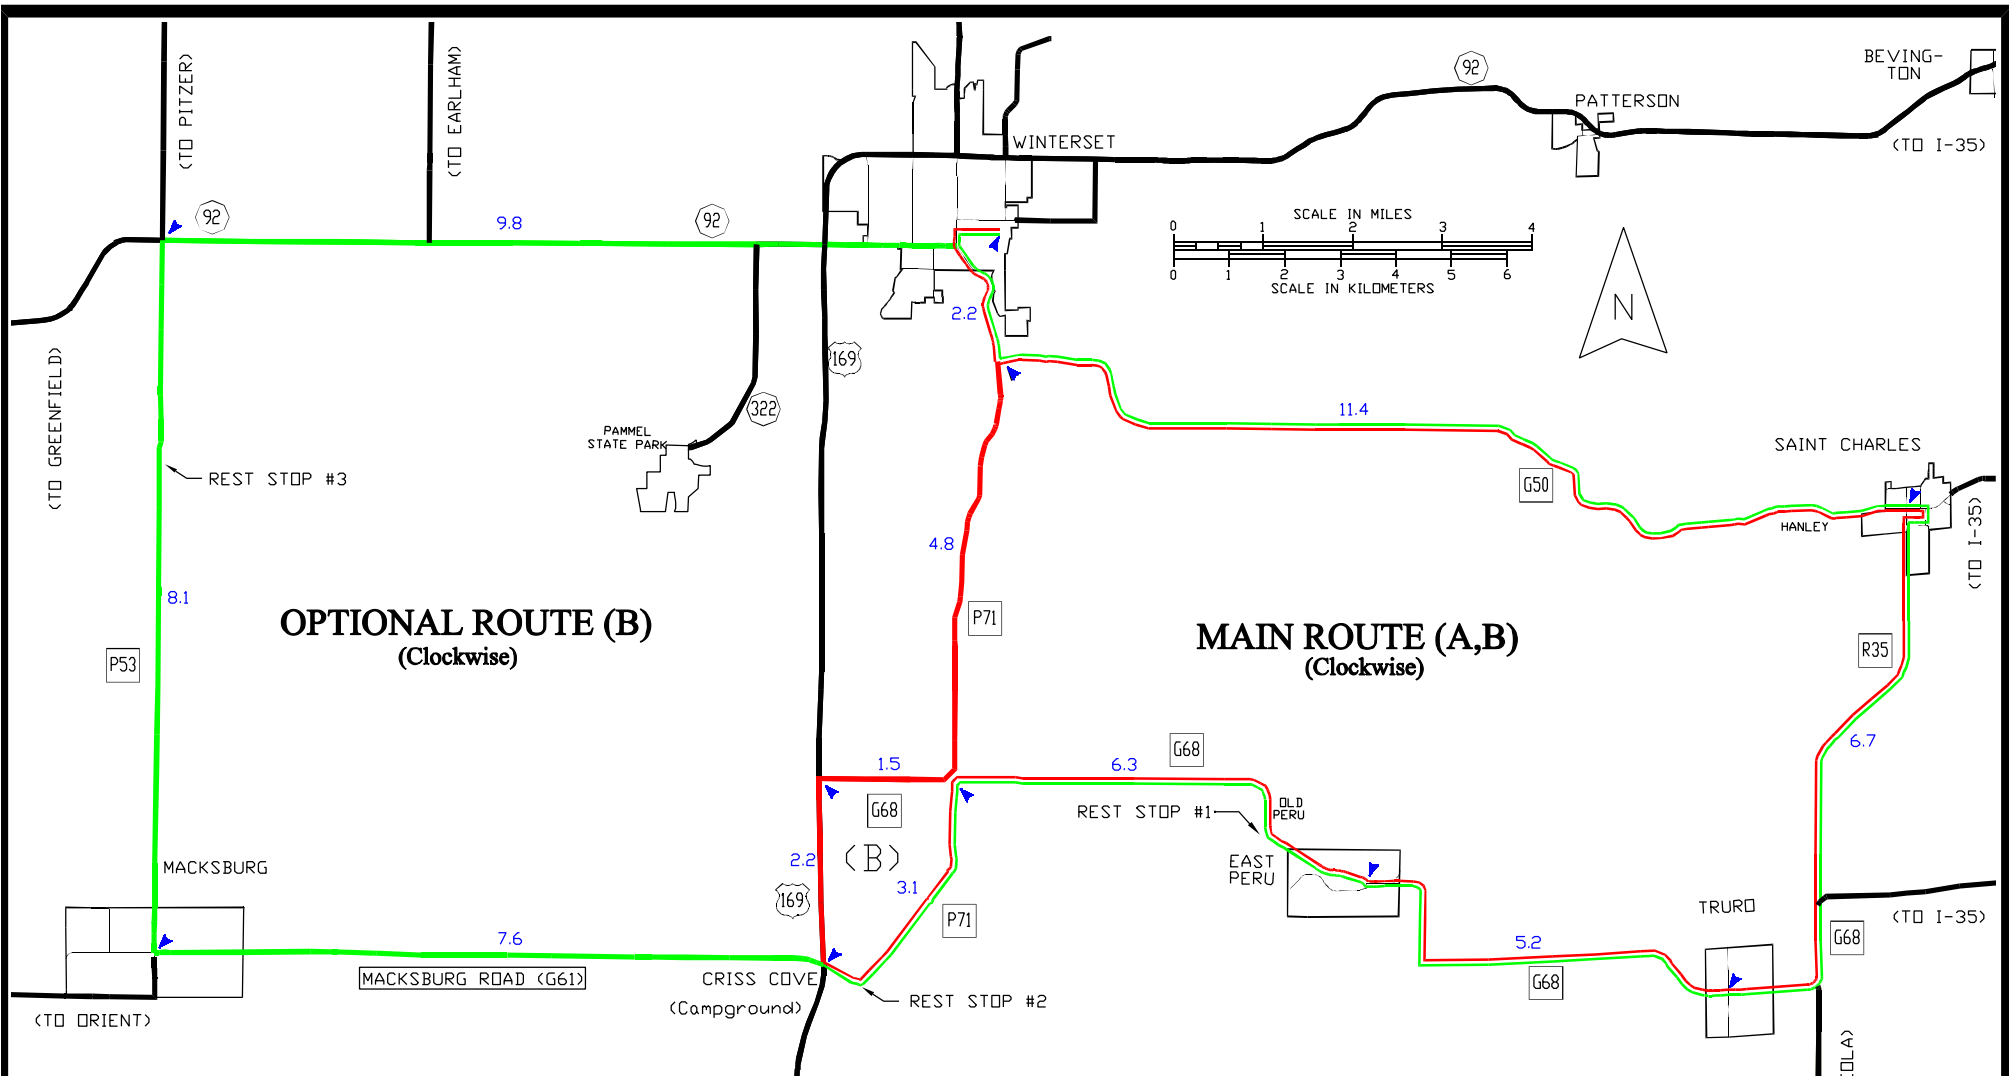 (TO PITZER)
(TO EARLHAM)
92
BEVING-
TON
PATTERSON
WINTERSET
(TO I-35)
92
9.8
92
SCALE IN MILES
0 1 2 3 4
0 1 2 3 4 5 6
SCALE IN KILOMETERS
N
2.2
169
(TO GREENFIELD)
322
11.4
PAMMEL
STATE PARK
SAINT CHARLES
REST STOP #3
G50
HANLEY
(TO I-35)
4.8
8.1
P71
OPTIONAL ROUTE (B)
(Clockwise)
MAIN ROUTE (A,B)
(Clockwise)
P53
R35
6.7
G68
1.5
6.3
G68
OLD
PERU
REST STOP #1
(B)
2.2
3.1
EAST
PERU
MACKSBURG
169
P71
TRURO
(TO I-35)
G68
7.6
5.2
MACKSBURG ROAD (G61)
CRISS COVE
(Campground)
G68
REST STOP #2
(TO ORIENT)
OLA)